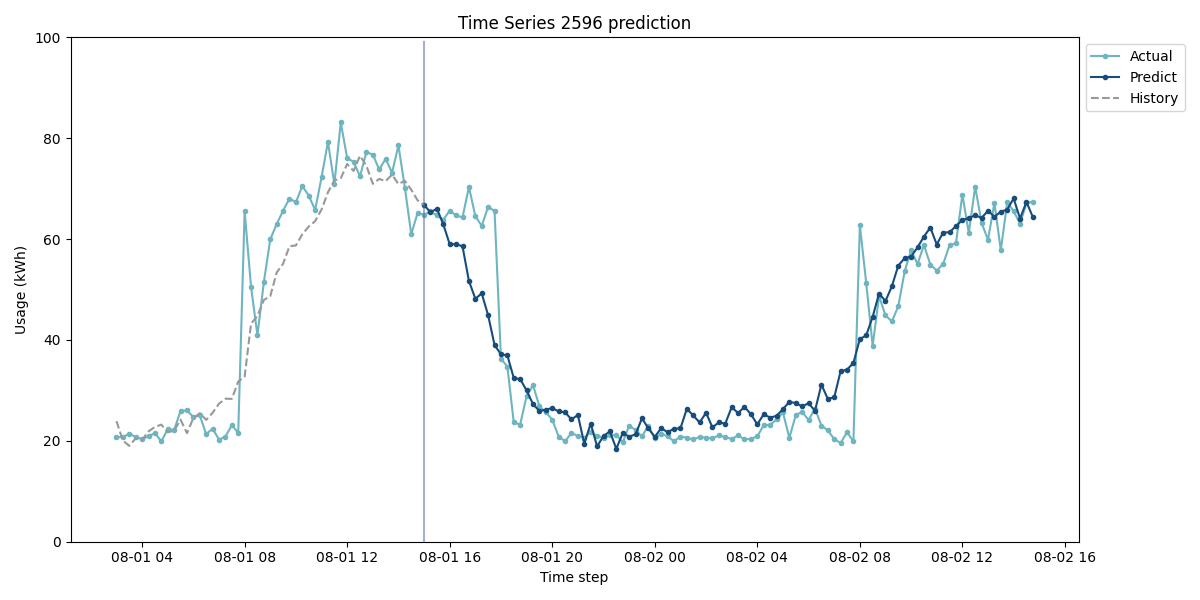 Time Series 2596 prediction
100
80
60
40
20
0
Usage (kWh)
08-01 04
08-01 08
08-01 12
08-01 16
08-01 20
08-02 00
08-02 04
08-02 08
08-02 12
08-02 16
Time step
Actual
Predict
History